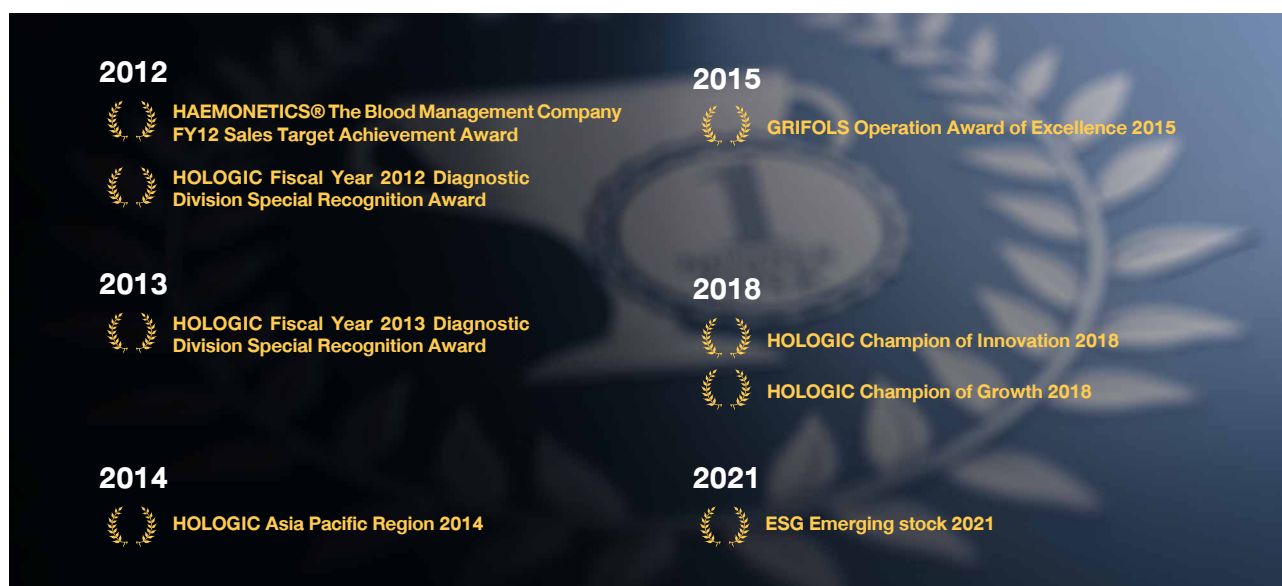 2012
HAEMONETICS® The Blood Management Company
FY12 Sales Target Achievement Award
HOLOGIC Fiscal Year 2012 Diagnostic
Division Special Recognition Award
2013
HOLOGIC Fiscal Year 2013 Diagnostic
Division Special Recognition Award
2014
HOLOGIC Asia Pacific Region 2014
2015
GRIFOLS Operation Award of Excellence 2015
1
2018
HOLOGIC Champion of Innovation 2018
HOLOGIC Champion of Growth 2018
2021
ESG Emerging stock 2021